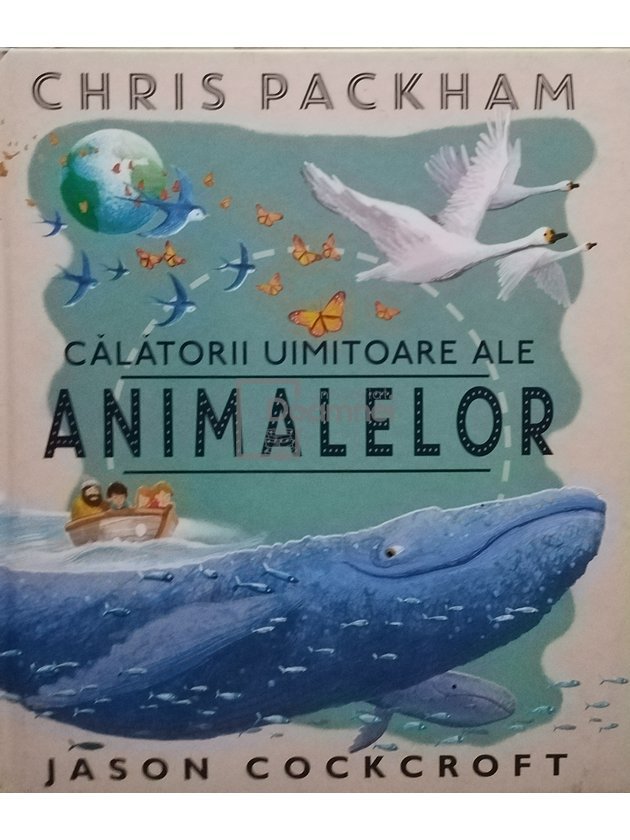 CHRIS PACKHAM
CĂLĂTORII UIMITOARE ALE
ANIMALELOR
JASON COCKCROFT